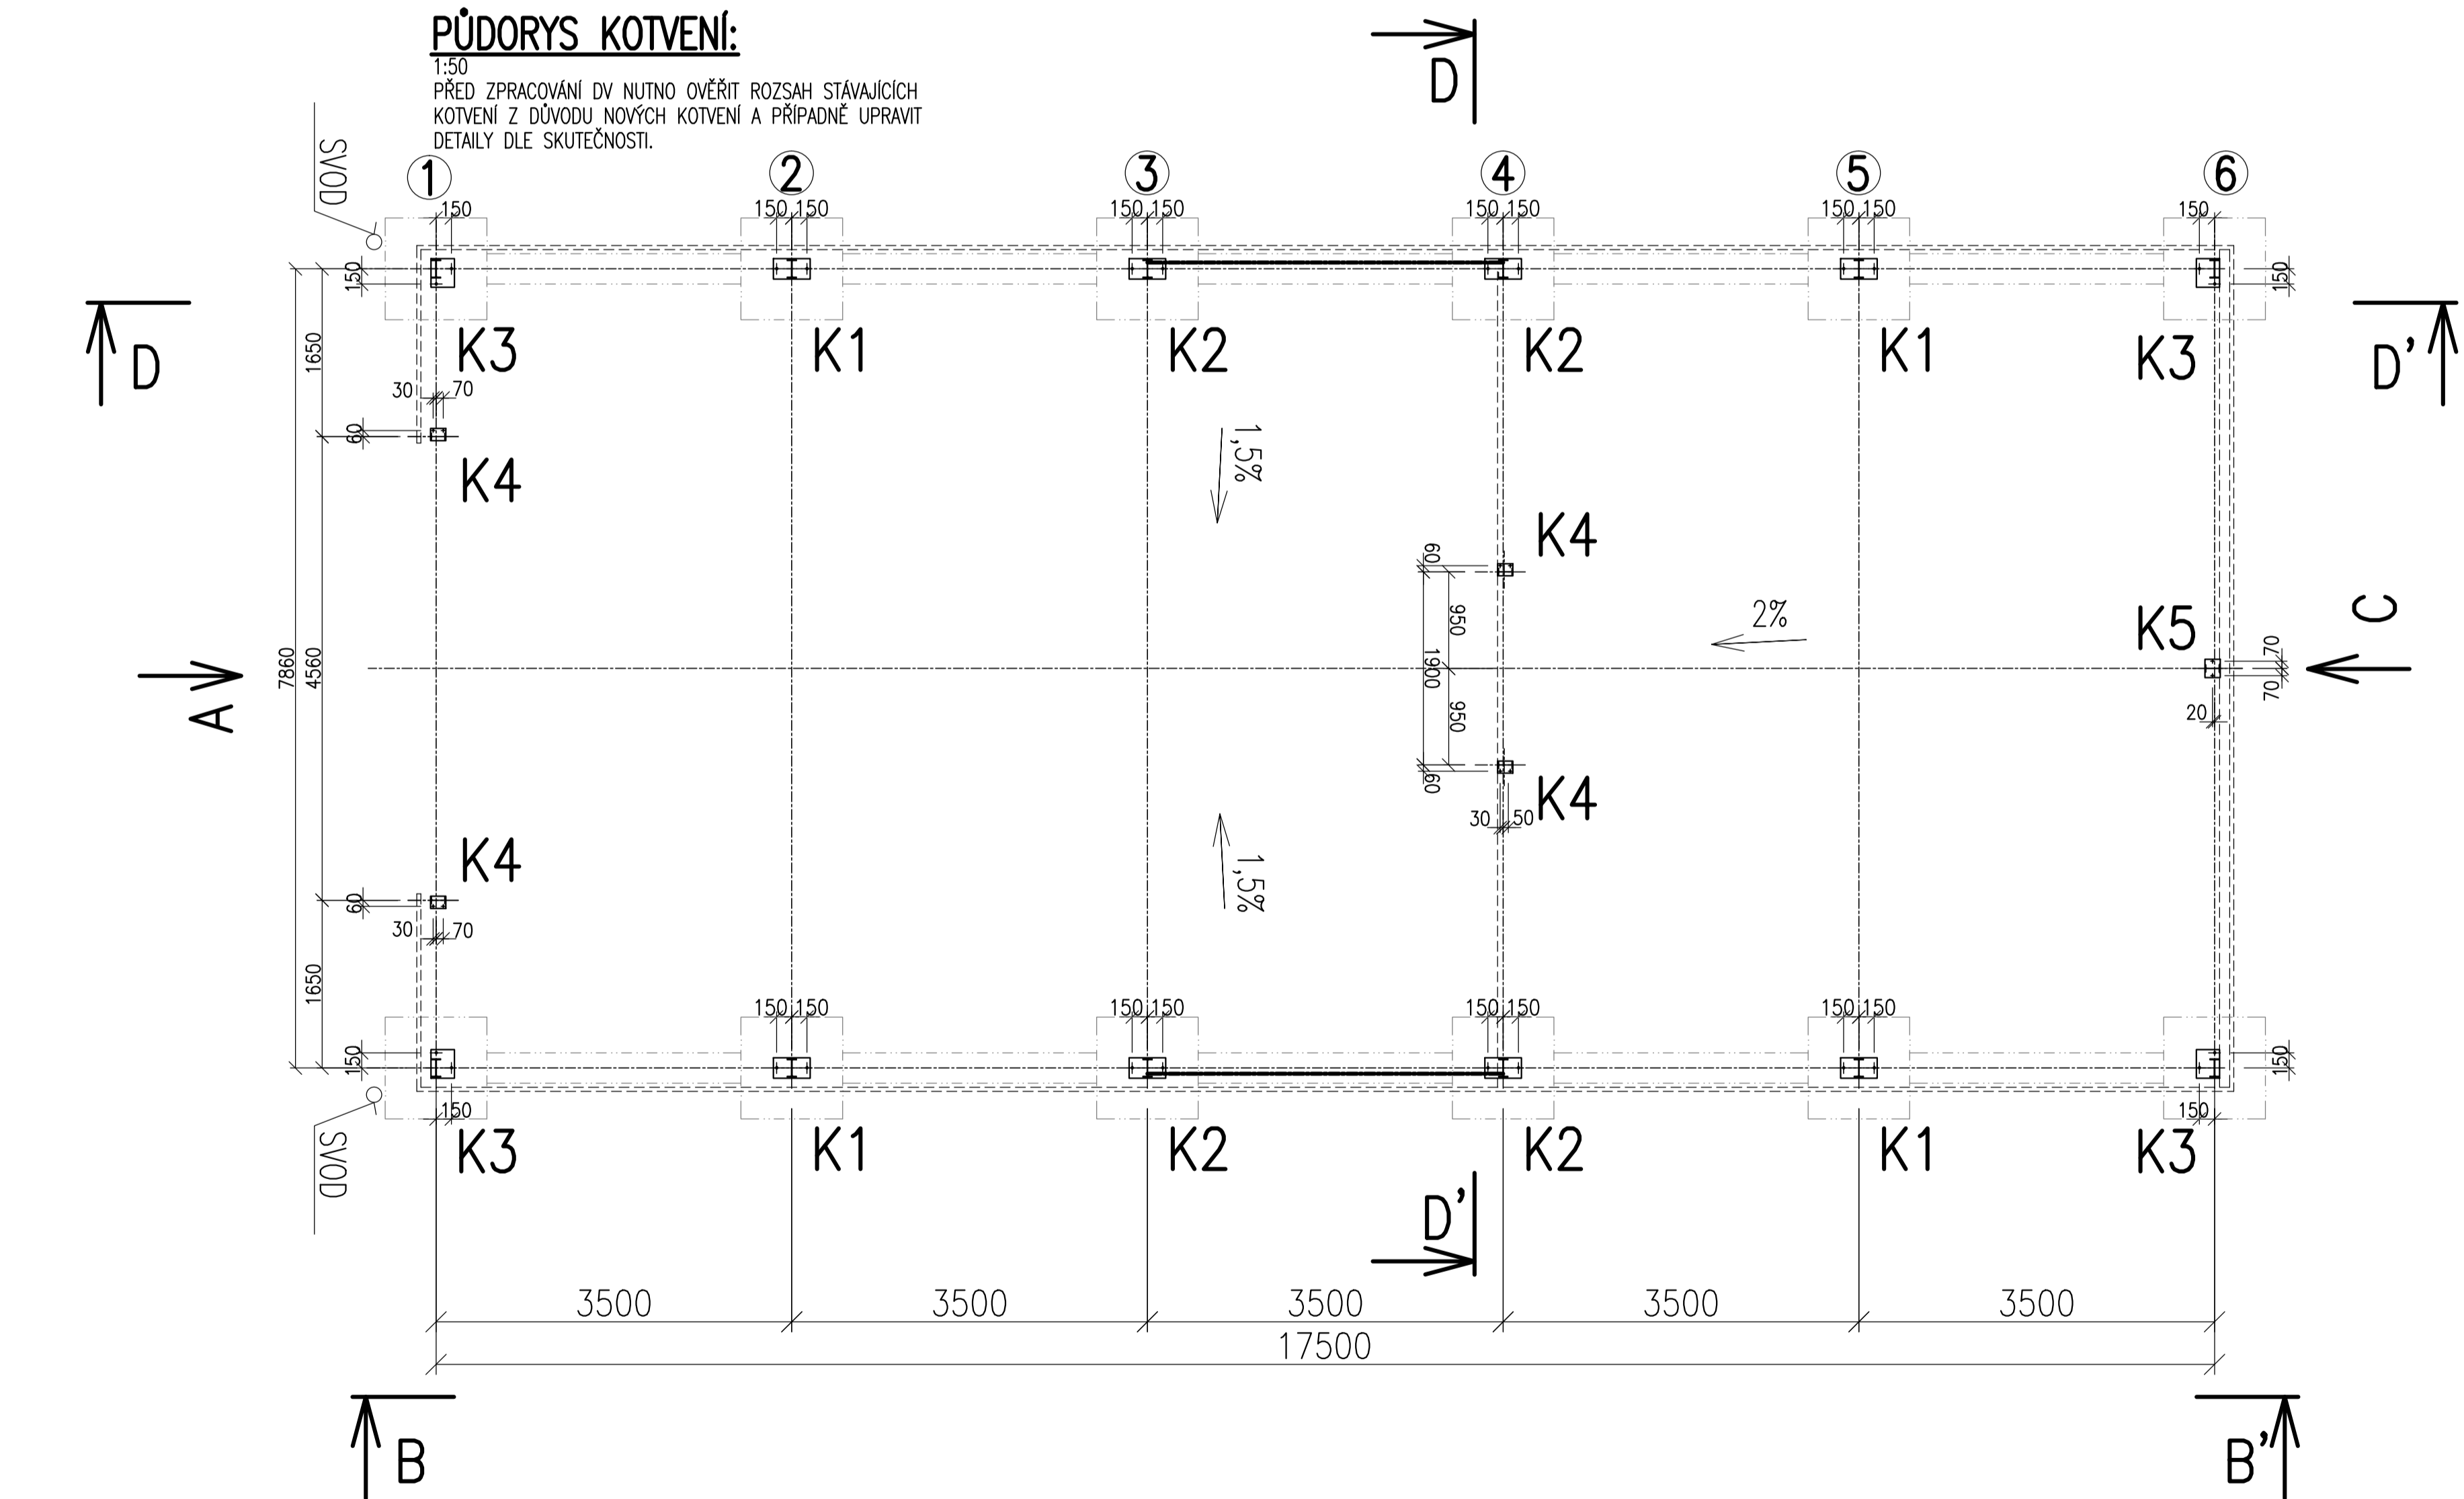 PŮDORYS KOTVENÍ:
1:50
PŘED ZPRACOVÁNÍ DV NUTNO OVĚŘIT ROZSAH STÁVAJÍCÍCH
KOTVENÍ Z DŮVODU NOVÝCH KOTVENÍ A PŘÍPADNĚ UPRAVIT
DETAILY DLE SKUTEČNOSTI.
D
SVOD
1 2 3 4 5 6
150 150 150 150 150 150 150 150 150 150
150 150
D K3 K1 K2 K2 K1 K3 D'
1650
30 70
60
K4
1,5%
K4
60
950
1900
950
60
K4
30 50
2%
K5
70
70
20
C
A
7860
4560
K4
60
30 70
1,5%
1650
150 150 150 150 150 150 150 150
150 150
150 150
SVOD
K3 K1 K2 K2 K1 K3
D'
3500 3500 3500 3500 3500
17500
B B'